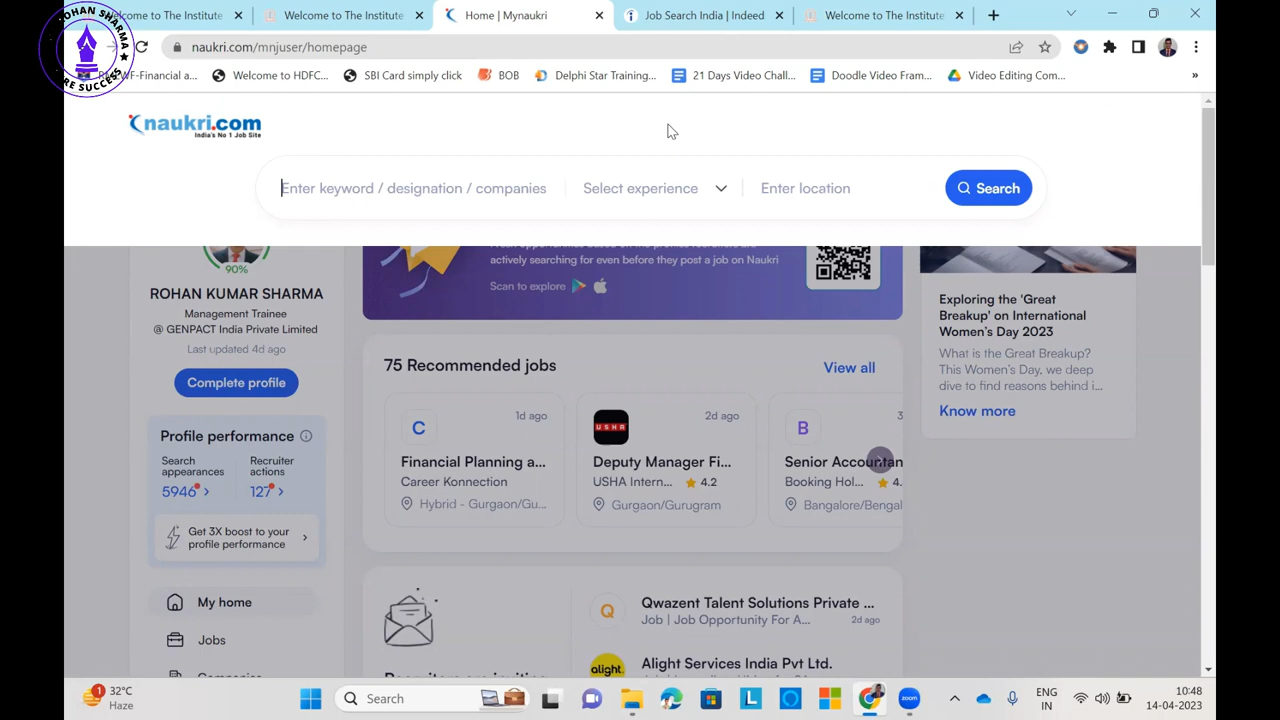 ROHAN SHARMA
RE SUCCESS
Welcome to The Institute
Welcome to The Institute
Home | Mynaukri
Job Search India | Indeed
Welcome to The Institute
naukri.com/mnjuser/homepage
F-Financial a...
Welcome to HDFC...
SBI Card simply click
BOB
Delphi Star Training...
21 Days Video Chall...
Doodle Video Fram...
Video Editing Com...
»
naukri.com
India's No 1 Job Site
Enter keyword / designation / companies
Select experience
Enter location
Search
90%
ROHAN KUMAR SHARMA
Management Trainee
@ GENPACT India Private Limited
Last updated 4d ago
Complete profile
Profile performance
Search appearances
Recruiter actions
5946
127
Get 3X boost to your
profile performance
My home
Jobs
actively searching for even before they post a job on Naukri
Scan to explore
75 Recommended jobs
View all
C
1d ago
Financial Planning a...
Career Konnection
Hybrid - Gurgaon/Gu...
USHA
2d ago
Deputy Manager Fi...
USHA Intern...
4.2
Gurgaon/Gurugram
B
3
Senior Accountan
Booking Hol...
4.
Bangalore/Bengal
Q
Qwazent Talent Solutions Private ...
Job | Job Opportunity For A...
2d ago
alight
Alight Services India Pvt Ltd.
Exploring the 'Great
Breakup' on International
Women's Day 2023
What is the Great Breakup?
This Women's Day, we deep
dive to find reasons behind i...
Know more
1
32°C
Haze
Search
L
zoom
ENG
IN
10:48
14-04-2023